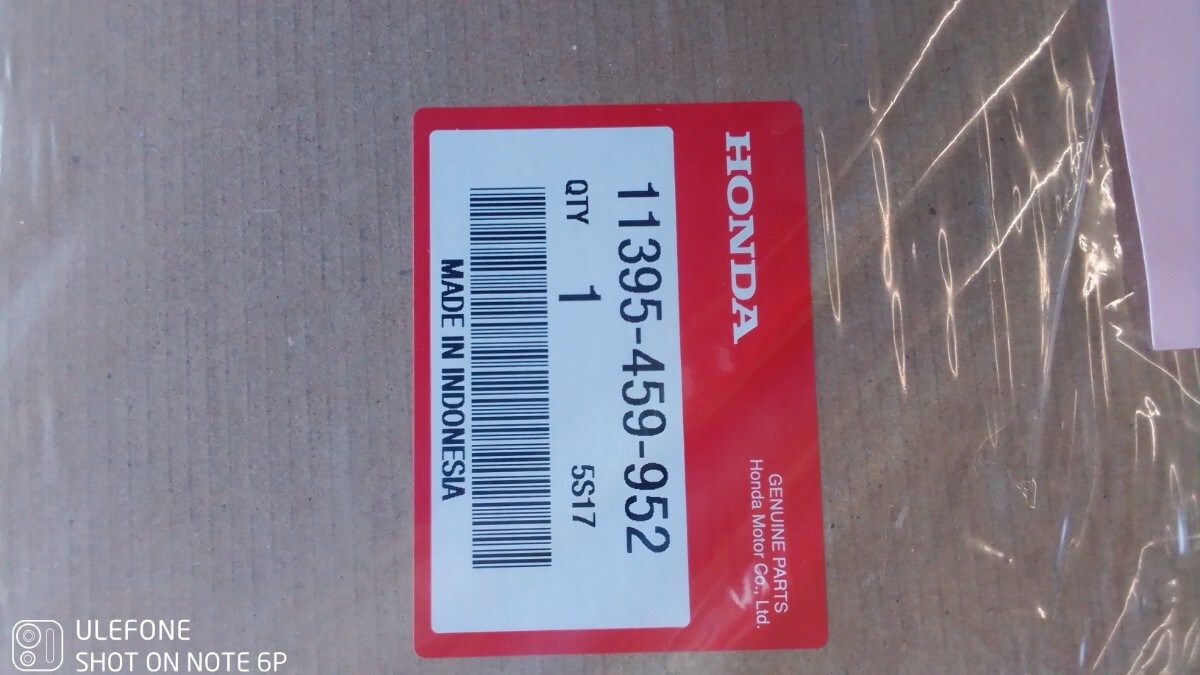 HONDA
GENUINE PARTS
Honda Motor Co., Ltd.
11395-459-952
QTY 1 5S17
MADE IN INDONESIA
ULEFONE
SHOT ON NOTE 6P